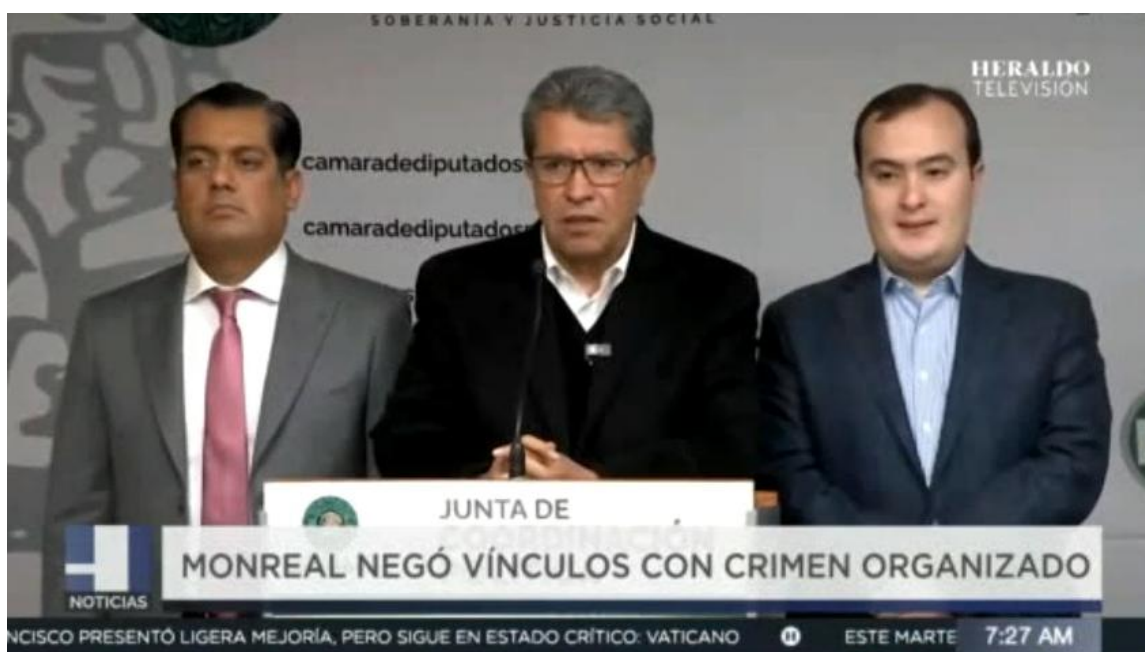 SOBERANÍA Y JUSTICIA SOCIAL
HERALDO
TELEVISIÓN
camaradediputados
camaradediputados
JUNTA DE
COORDINACIÓN
MONREAL NEGÓ VÍNCULOS CON CRIMEN ORGANIZADO
NOTICIAS
NCISCO PRESENTÓ LIGERA MEJORÍA, PERO SIGUE EN ESTADO CRÍTICO: VATICANO
ESTE MARTE
7:27 AM